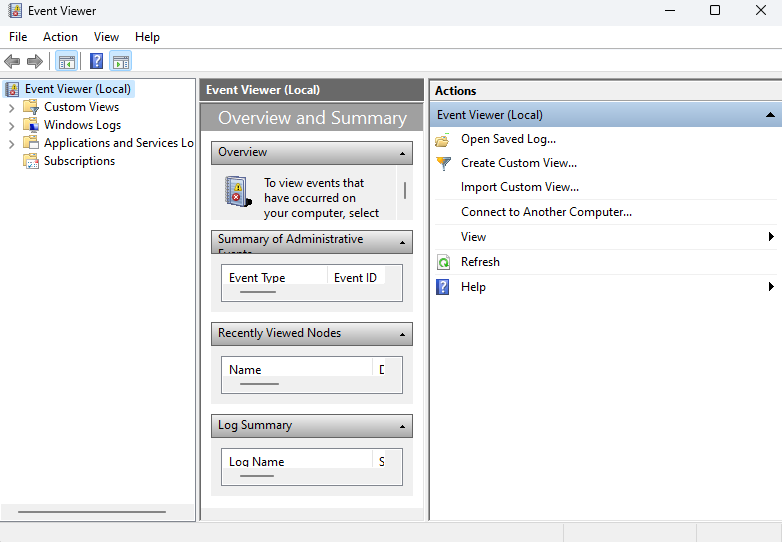 Event Viewer
File Action View Help
Event Viewer (Local)
Custom Views
Windows Logs
Applications and Services Lo
Subscriptions
Event Viewer (Local)
Overview and Summary
Overview
To view events that
have occurred on
your computer, select
Summary of Administrative
Events
Event Type Event ID
Recently Viewed Nodes
Name D
Log Summary
Log Name S
Actions
Event Viewer (Local)
Open Saved Log...
Create Custom View...
Import Custom View...
Connect to Another Computer...
View
Refresh
Help